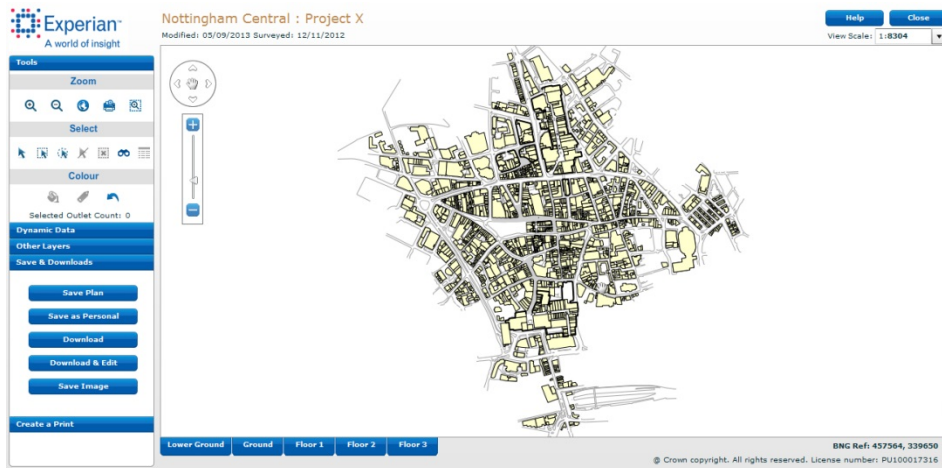 Experian™
A world of insight
Nottingham Central : Project X
Modified: 05/09/2013 Surveyed: 12/11/2012
Help
Close
View Scale: 1:8304
Tools
Zoom
Select
Colour
Selected Outlet Count: 0
Dynamic Data
Other Layers
Save & Downloads
Save Plan
Save as Personal
Download
Download & Edit
Save Image
Create a Print
Lower Ground
Ground
Floor 1
Floor 2
Floor 3
BNG Ref: 457564, 339650
@ Crown copyright. All rights reserved. License number: PU100017316